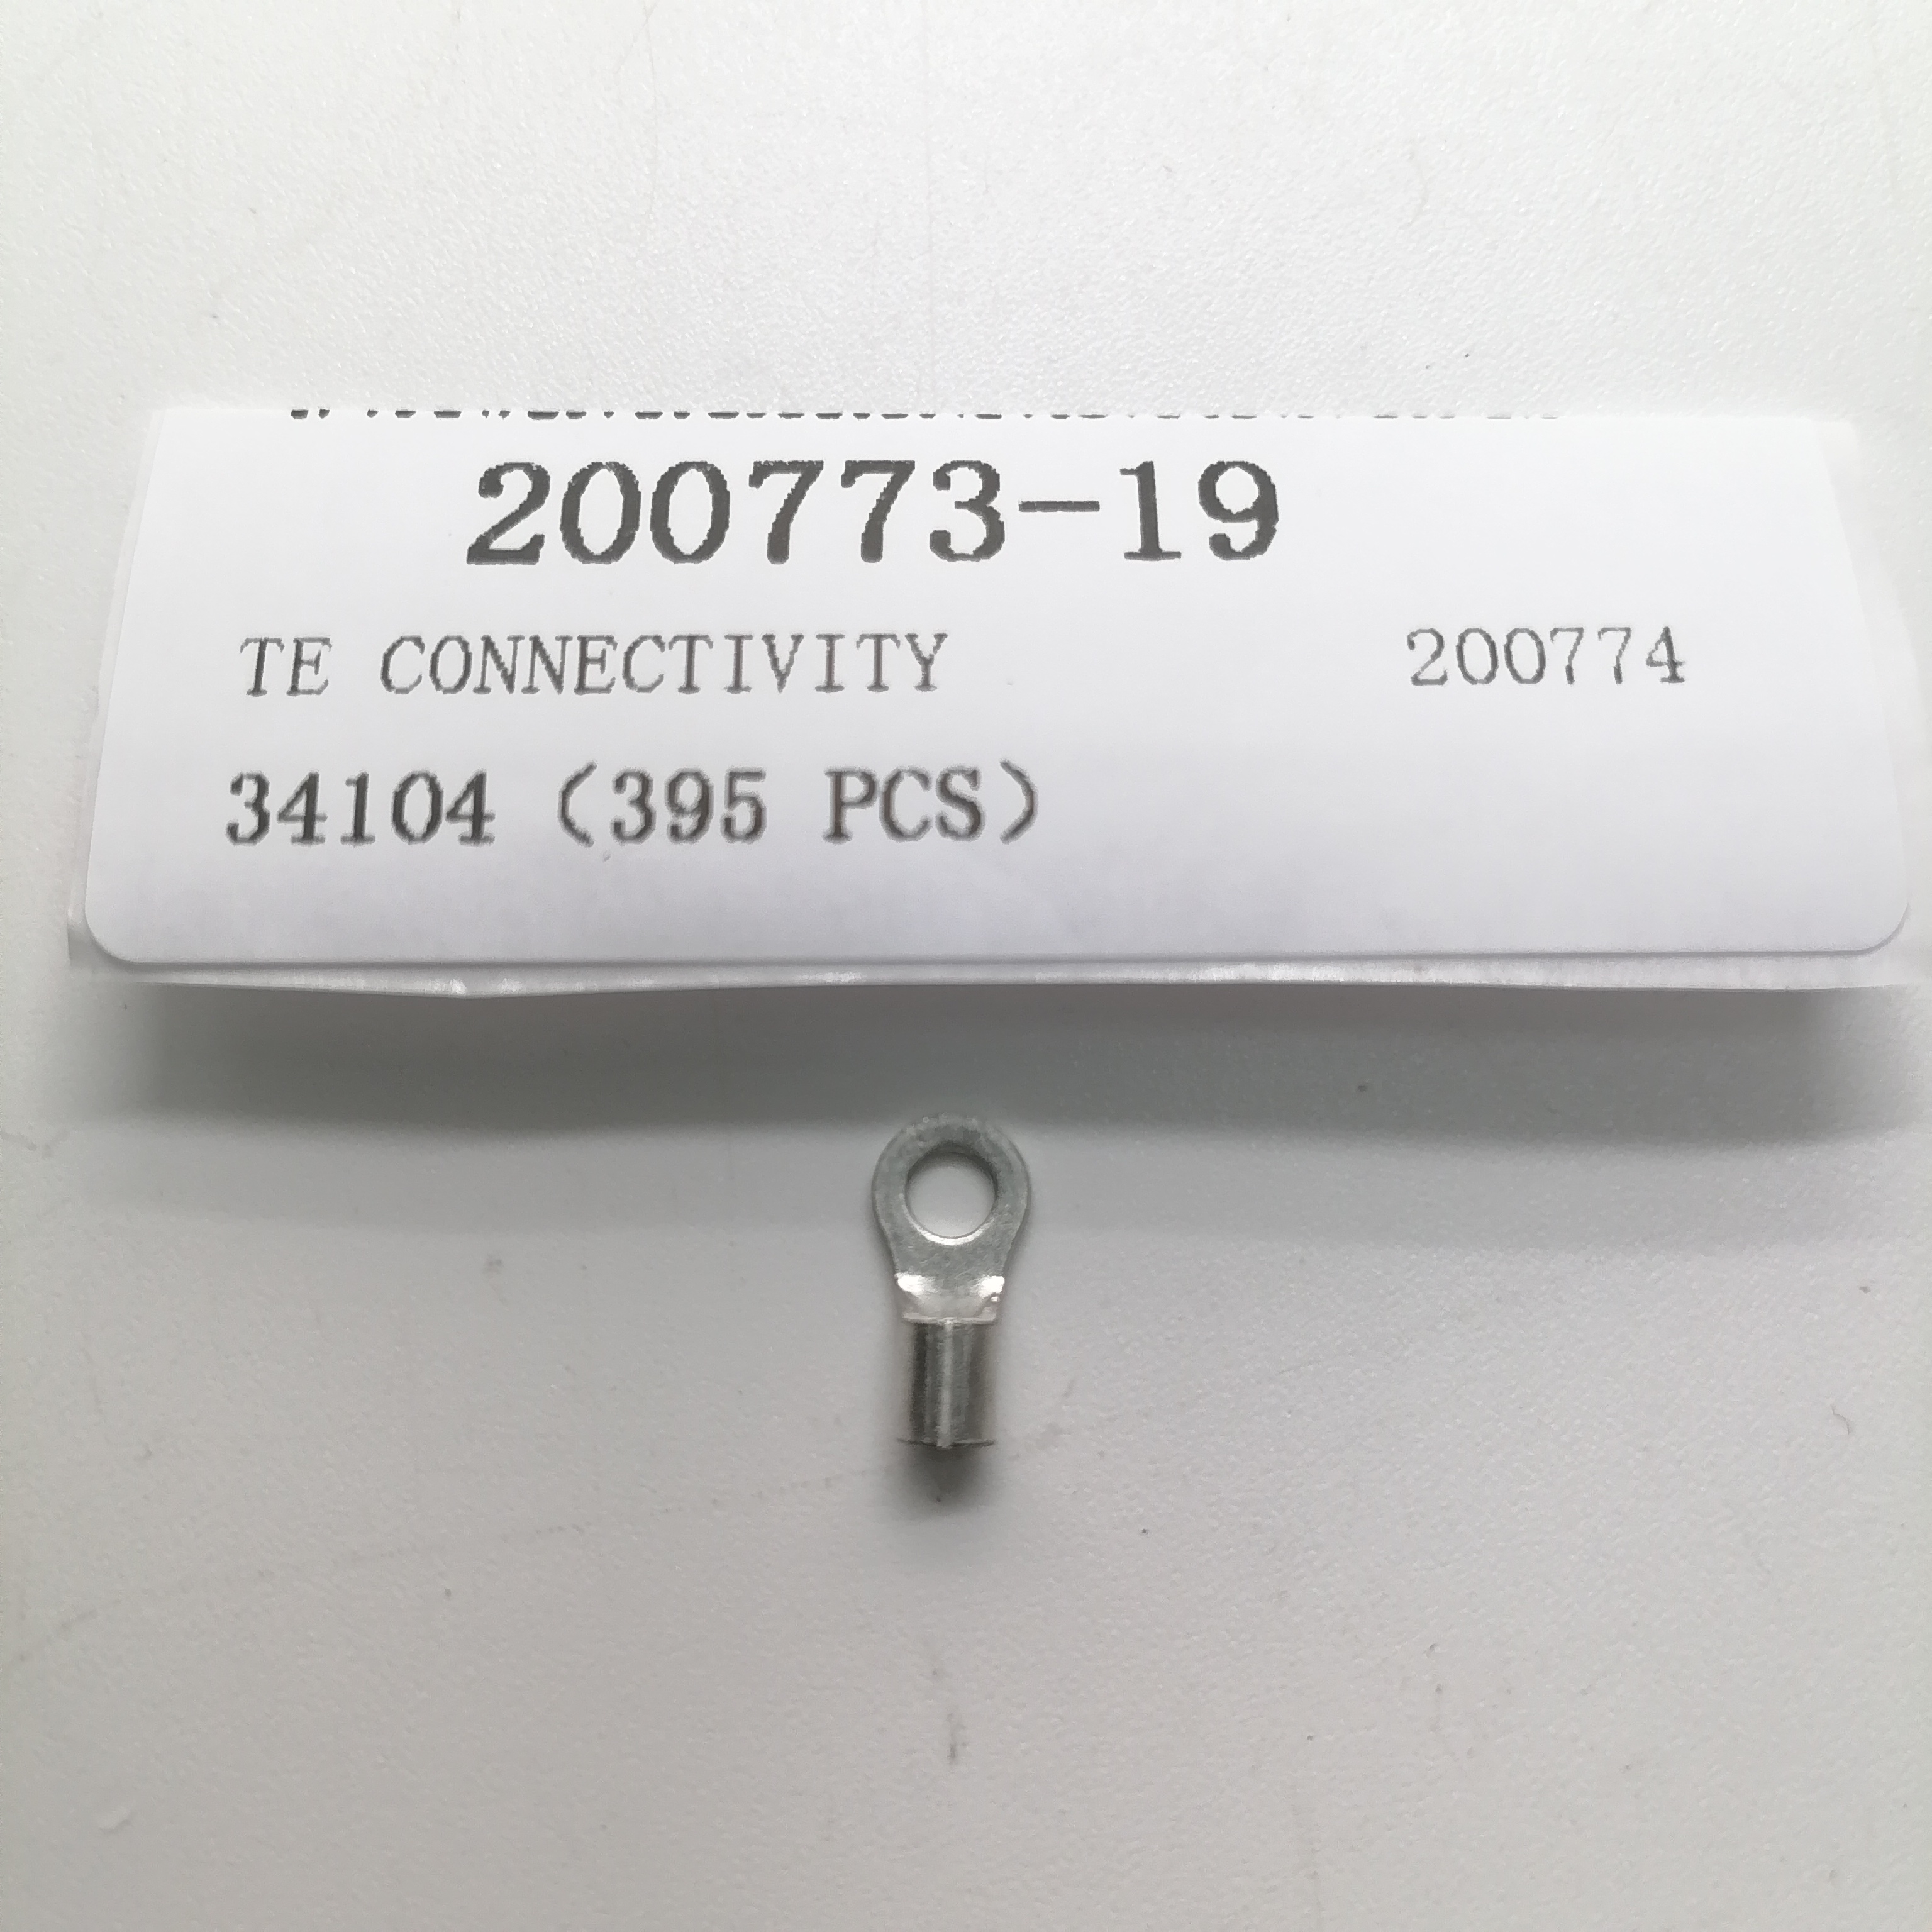 200773-19
TE CONNECTIVITY 200774
34104 (395 PCS)